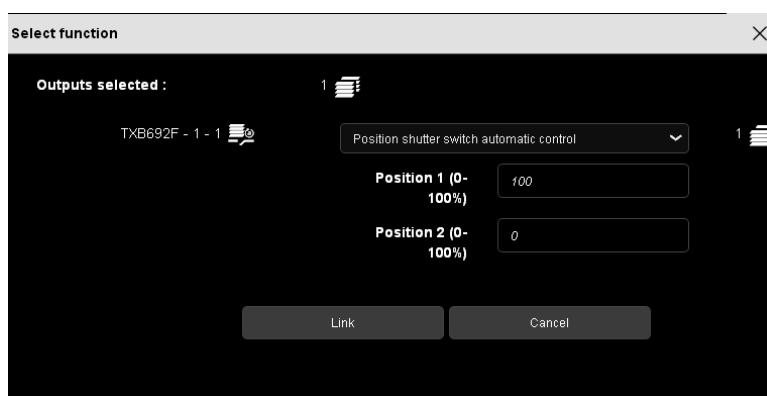 Select function
Outputs selected : 1
TXB692F - 1 - 1 Position shutter switch automatic control 1
Position 1 (0-
100%)
100
Position 2 (0-
100%)
0
Link Cancel